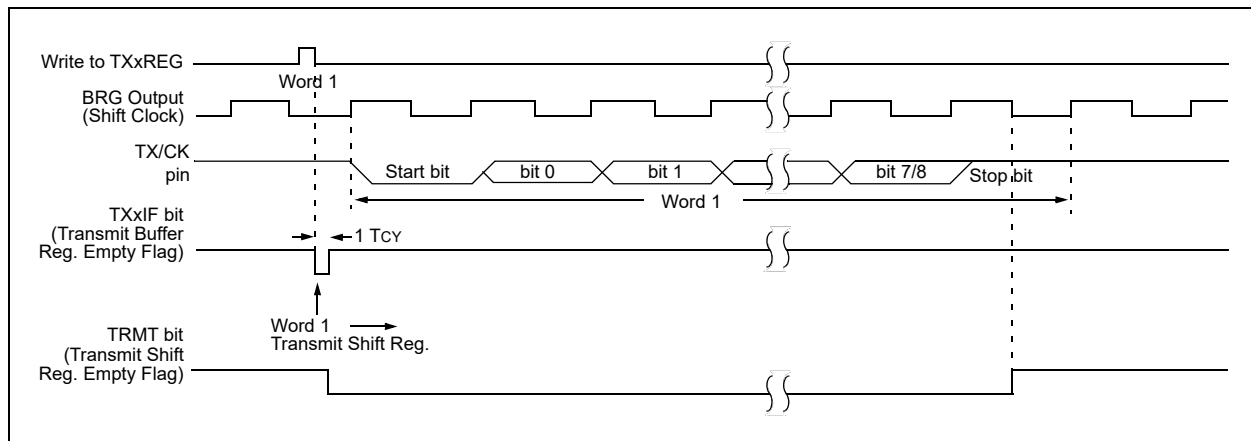 Write to TXxREG
Word 1
BRG Output
(Shift Clock)
TX/CK
pin
Start bit
bit 0
bit 1
bit 7/8
Stop bit
Word 1
TXxIF bit
(Transmit Buffer
Reg. Empty Flag)
1 TCY
Word 1
Transmit Shift Reg.
TRMT bit
(Transmit Shift
Reg. Empty Flag)